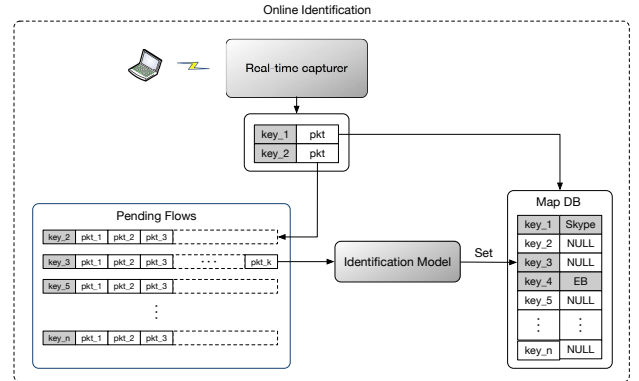 Online Identification
Real-time capturer
key_1 pkt
key_2 pkt
Pending Flows
key_2 pkt_1 pkt_2 pkt_3
key_3 pkt_1 pkt_2 pkt_3 ... pkt_k
key_5 pkt_1 pkt_2 pkt_3
⋮
key_n pkt_1 pkt_2 pkt_3
Identification Model
Set
Map DB
key_1 Skype
key_2 NULL
key_3 NULL
key_4 EB
key_5 NULL
⋮ ⋮
key_n NULL